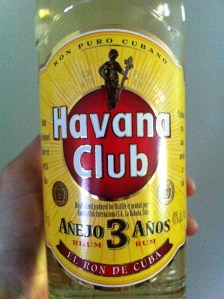 RON PURO CUBANO
Havana
Club
AÑEJO 3 AÑOS
RHUM RUM
EL RON DE CUBA